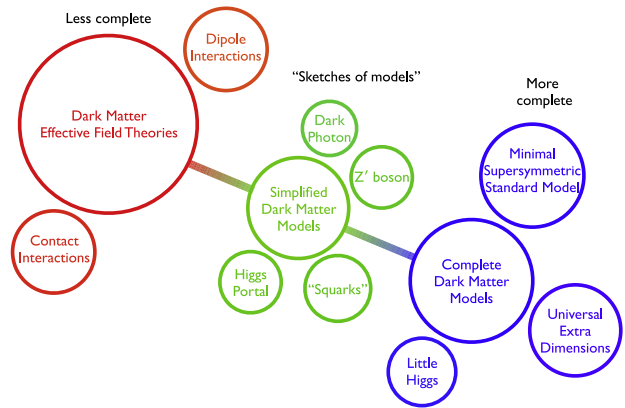 Less complete
Dipole
Interactions
Dark Matter
Effective Field Theories
Contact
Interactions
“Sketches of models”
Dark
Photon
Z′ boson
Simplified
Dark Matter
Models
Higgs
Portal
“Squarks”
More
complete
Minimal
Supersymmetric
Standard Model
Complete
Dark Matter
Models
Universal
Extra
Dimensions
Little
Higgs